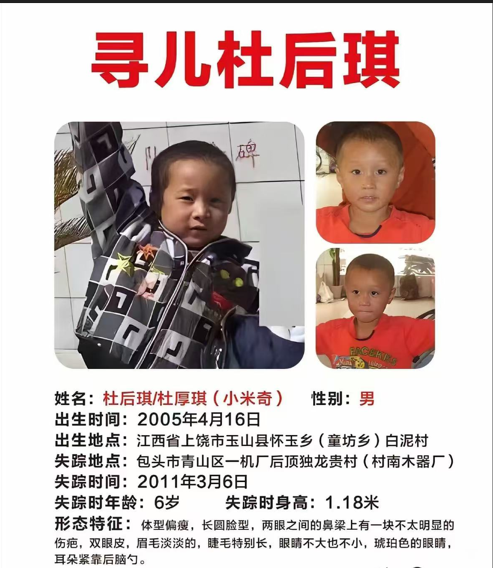 寻儿杜后琪
碑
姓名：杜后琪/杜厚琪（小米奇） 性别：男
出生时间：2005年4月16日
出生地点：江西省上饶市玉山县怀玉乡（童坊乡）白泥村
失踪地点：包头市青山区一机厂后顶独龙贵村（村南木器厂）
失踪时间：2011年3月6日
失踪时年龄：6岁 失踪时身高：1.18米
形态特征：体型偏瘦，长圆脸型，两眼之间的鼻梁上有一块不太明显的
伤疤，双眼皮，眉毛淡淡的，睫毛特别长，眼睛不大也不小，琥珀色的眼睛，
耳朵紧靠后脑勺。